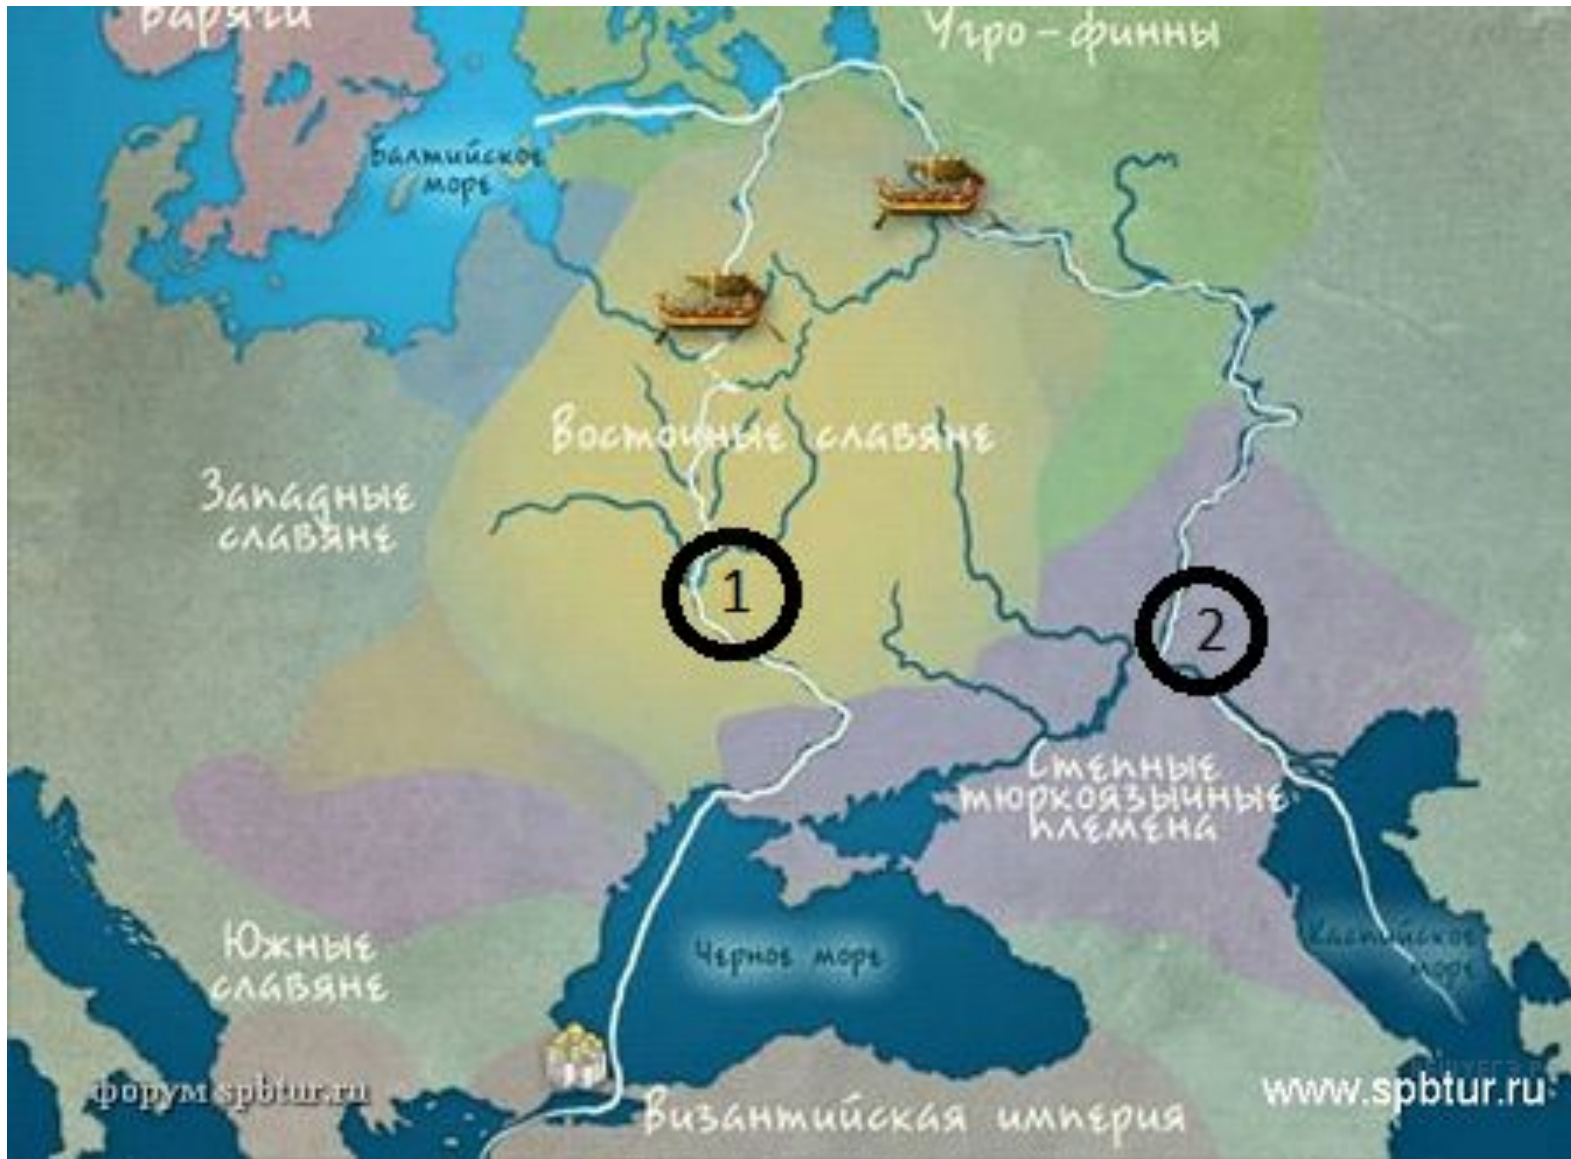 Варяги
Угро-финны
Балтийское
море
Восточные славяне
Западные
славяне
1
2
Степные
тюркоязычные
племена
Южные
славяне
Черное море
Каспийское
море
форум spbtur.ru
www.spbtur.ru
Византийская империя